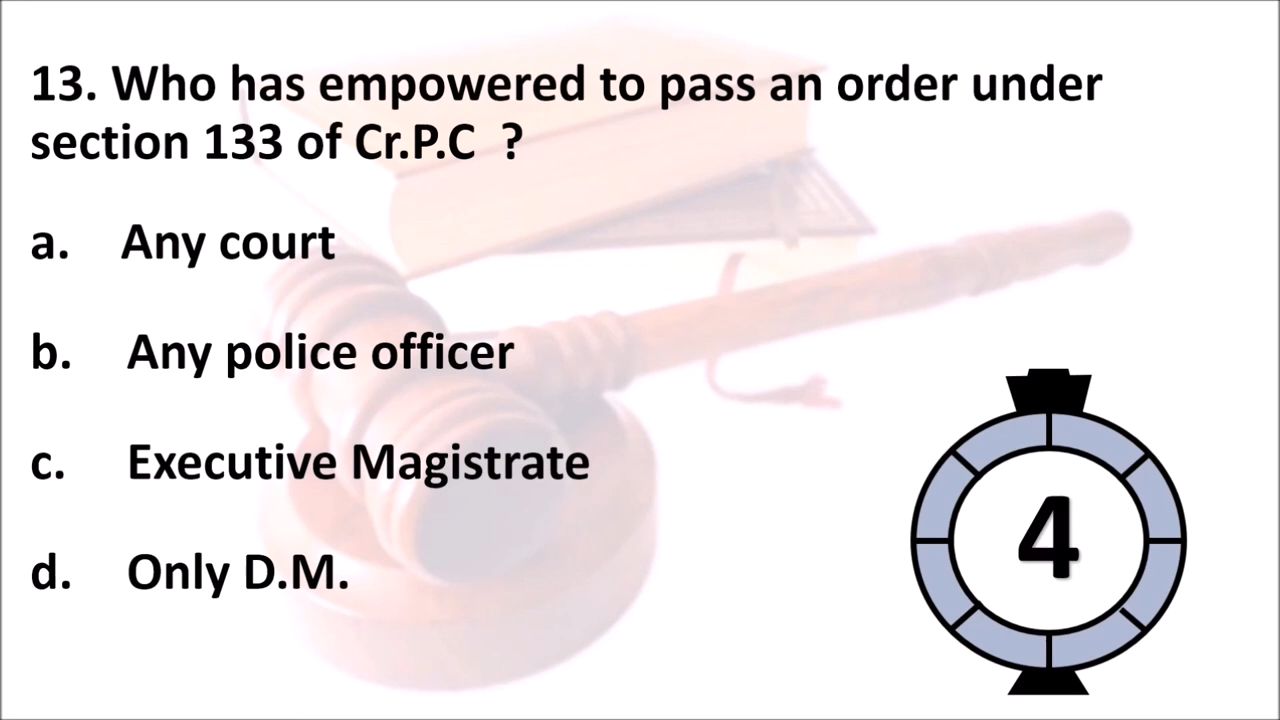 13. Who has empowered to pass an order under
section 133 of Cr.P.C ?
a. Any court
b. Any police officer
c. Executive Magistrate
d. Only D.M.
4